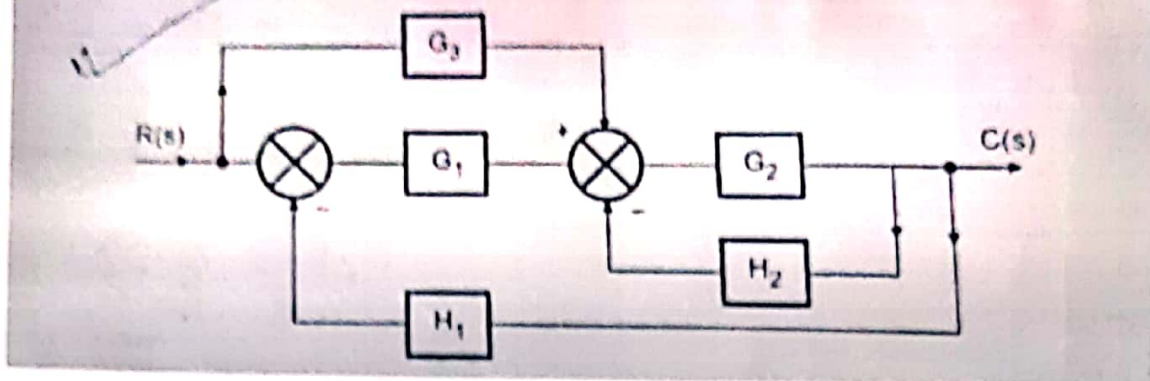 G₃
R(s)
G₁
+
G₂
C(s)
-
-
H₂
H₁